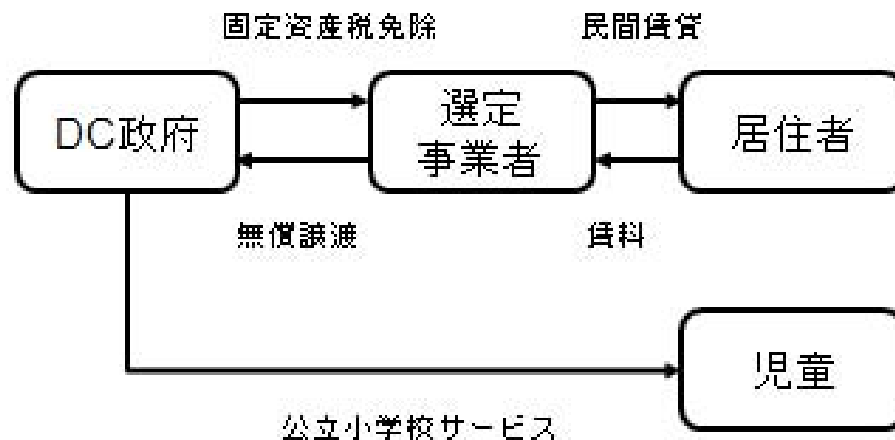 固定資産税免除
民間賃貸
DC政府
選定
事業者
居住者
無償譲渡
賃料
児童
公立小学校サービス